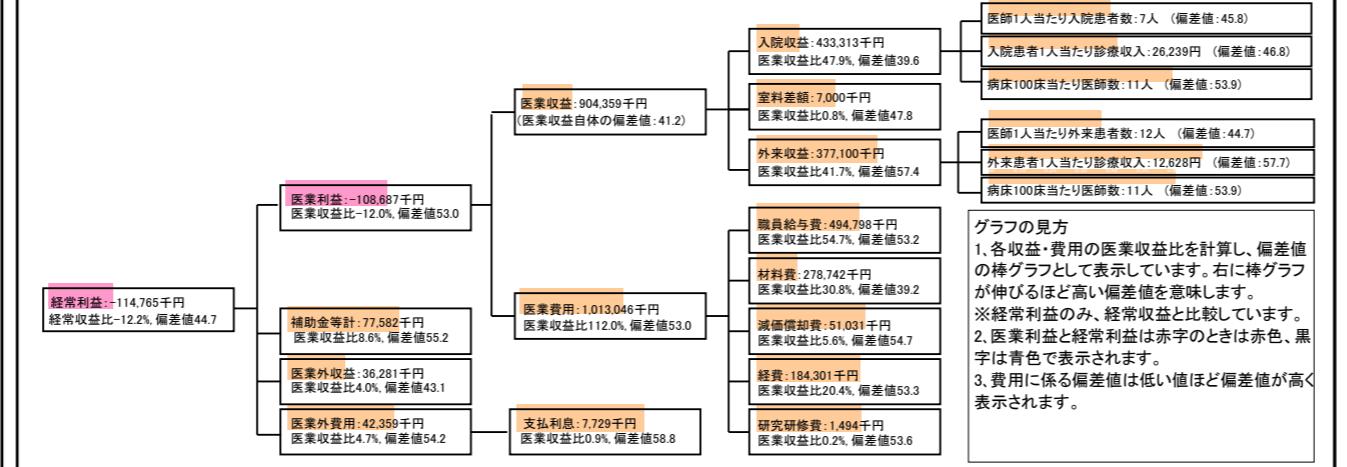 医師1人当たり入院患者数：7人 （偏差値：45.8）
入院収益：433,313千円
医業収益比47.9%, 偏差値39.6
入院患者1人当たり診療収入：26,239円 （偏差値：46.8）
病床100床当たり医師数：11人 （偏差値：53.9）
医業収益：904,359千円
（医業収益自体の偏差値：41.2）
室料差額：7,000千円
医業収益比0.8%, 偏差値47.8
外来収益：377,100千円
医業収益比41.7%, 偏差値57.4
医師1人当たり外来患者数：12人 （偏差値：44.7）
外来患者1人当たり診療収入：12,628円 （偏差値：57.7）
病床100床当たり医師数：11人 （偏差値：53.9）
医業利益：-108,687千円
医業収益比-12.0%, 偏差値53.0
経常利益：-114,765千円
経常収益比-12.2%, 偏差値44.7
補助金等計：77,582千円
医業収益比8.6%, 偏差値55.2
医業外収益：36,281千円
医業収益比4.0%, 偏差値43.1
医業外費用：42,359千円
医業収益比4.7%, 偏差値54.2
支払利息：7,729千円
医業収益比0.9%, 偏差値58.8
医業費用：1,013,046千円
医業収益比112.0%, 偏差値53.0
職員給与費：494,798千円
医業収益比54.7%, 偏差値53.2
材料費：278,742千円
医業収益比30.8%, 偏差値39.2
減価償却費：51,031千円
医業収益比5.6%, 偏差値54.7
経費：184,301千円
医業収益比20.4%, 偏差値53.3
研究研修費：1,494千円
医業収益比0.2%, 偏差値53.6
グラフの見方
1、各収益・費用の医業収益比を計算し、偏差値
の棒グラフとして表示しています。右に棒グラフ
が伸びるほど高い偏差値を意味します。
※経常利益のみ、経常収益と比較しています。
2、医業利益と経常利益は赤字のときは赤色、黒
字は青色で表示されます。
3、費用に係る偏差値は低い値ほど偏差値が高く
表示されます。